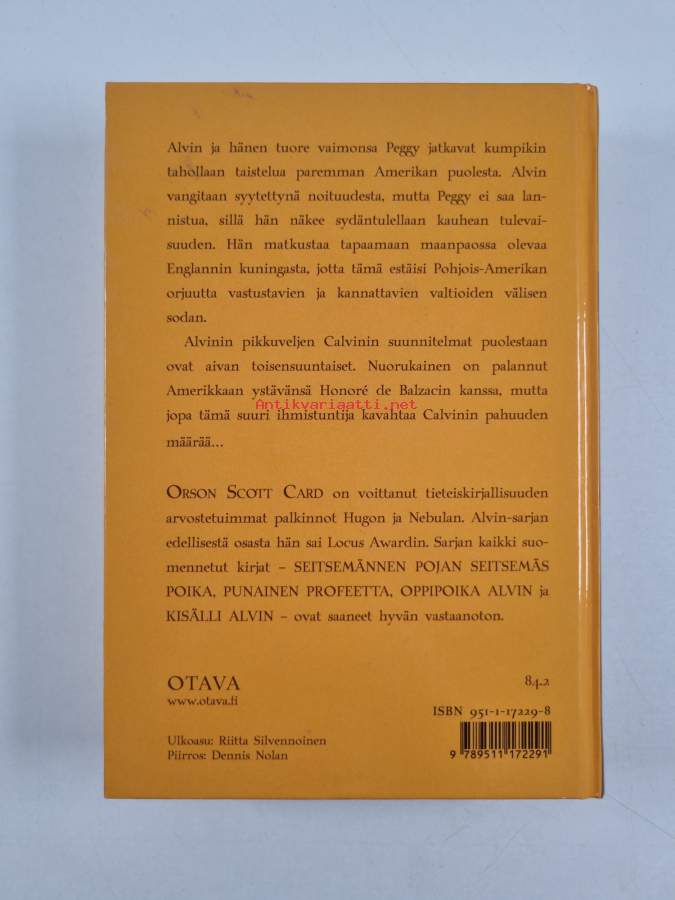 Alvin ja hänen tuore vaimonsa Peggy jatkavat kumpikin
tahollaan taistelua paremman Amerikan puolesta. Alvin
vangitaan syytettynä noituudesta, mutta Peggy ei saa lan-
nistua, sillä hän näkee sydäntulellaan kauhean tulevai-
suuden. Hän matkustaa tapaamaan maanpaossa olevaa
Englannin kuningasta, jotta tämä estäisi Pohjois-Amerikan
orjuutta vastustavien ja kannattavien valtioiden välisen
sodan.
Alvinin pikkuveljen Calvinin suunnitelmat puolestaan
ovat aivan toisensuuntaiset. Nuorukainen on palannut
Amerikkaan ystävänsä Honoré de Balzacin kanssa, mutta
Antikvariaatti.net
jopa tämä suuri ihmistuntija kavahtaa Calvinin pahuuden
määrää...
ORSON SCOTT CARD on voittanut tieteiskirjallisuuden
arvostetuimmat palkinnot Hugon ja Nebulan. Alvin-sarjan
edellisestä osasta hän sai Locus Awardin. Sarjan kaikki suo-
mennetut kirjat – SEITSEMÄNNEN POJAN SEITSEMÄS
POIKA, PUNAINEN PROFEETTA, OPPIPOIKA ALVIN ja
KISÄLLI ALVIN – ovat saaneet hyvän vastaanoton.
OTAVA 84.2
www.otava.fi
ISBN 951-1-17229-8
Ulkoasu: Riitta Silvennoinen
Piirros: Dennis Nolan
9 789511 172291